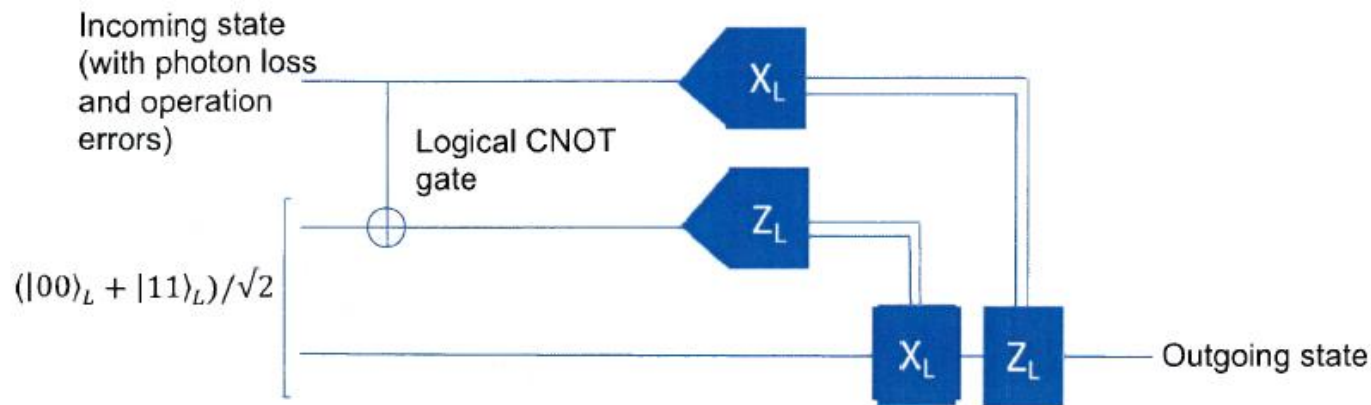 Incoming state
(with photon loss
and operation
errors)
X_L
Logical CNOT
gate
Z_L
(|00⟩_L + |11⟩_L)/√2
X_L
Z_L
Outgoing state